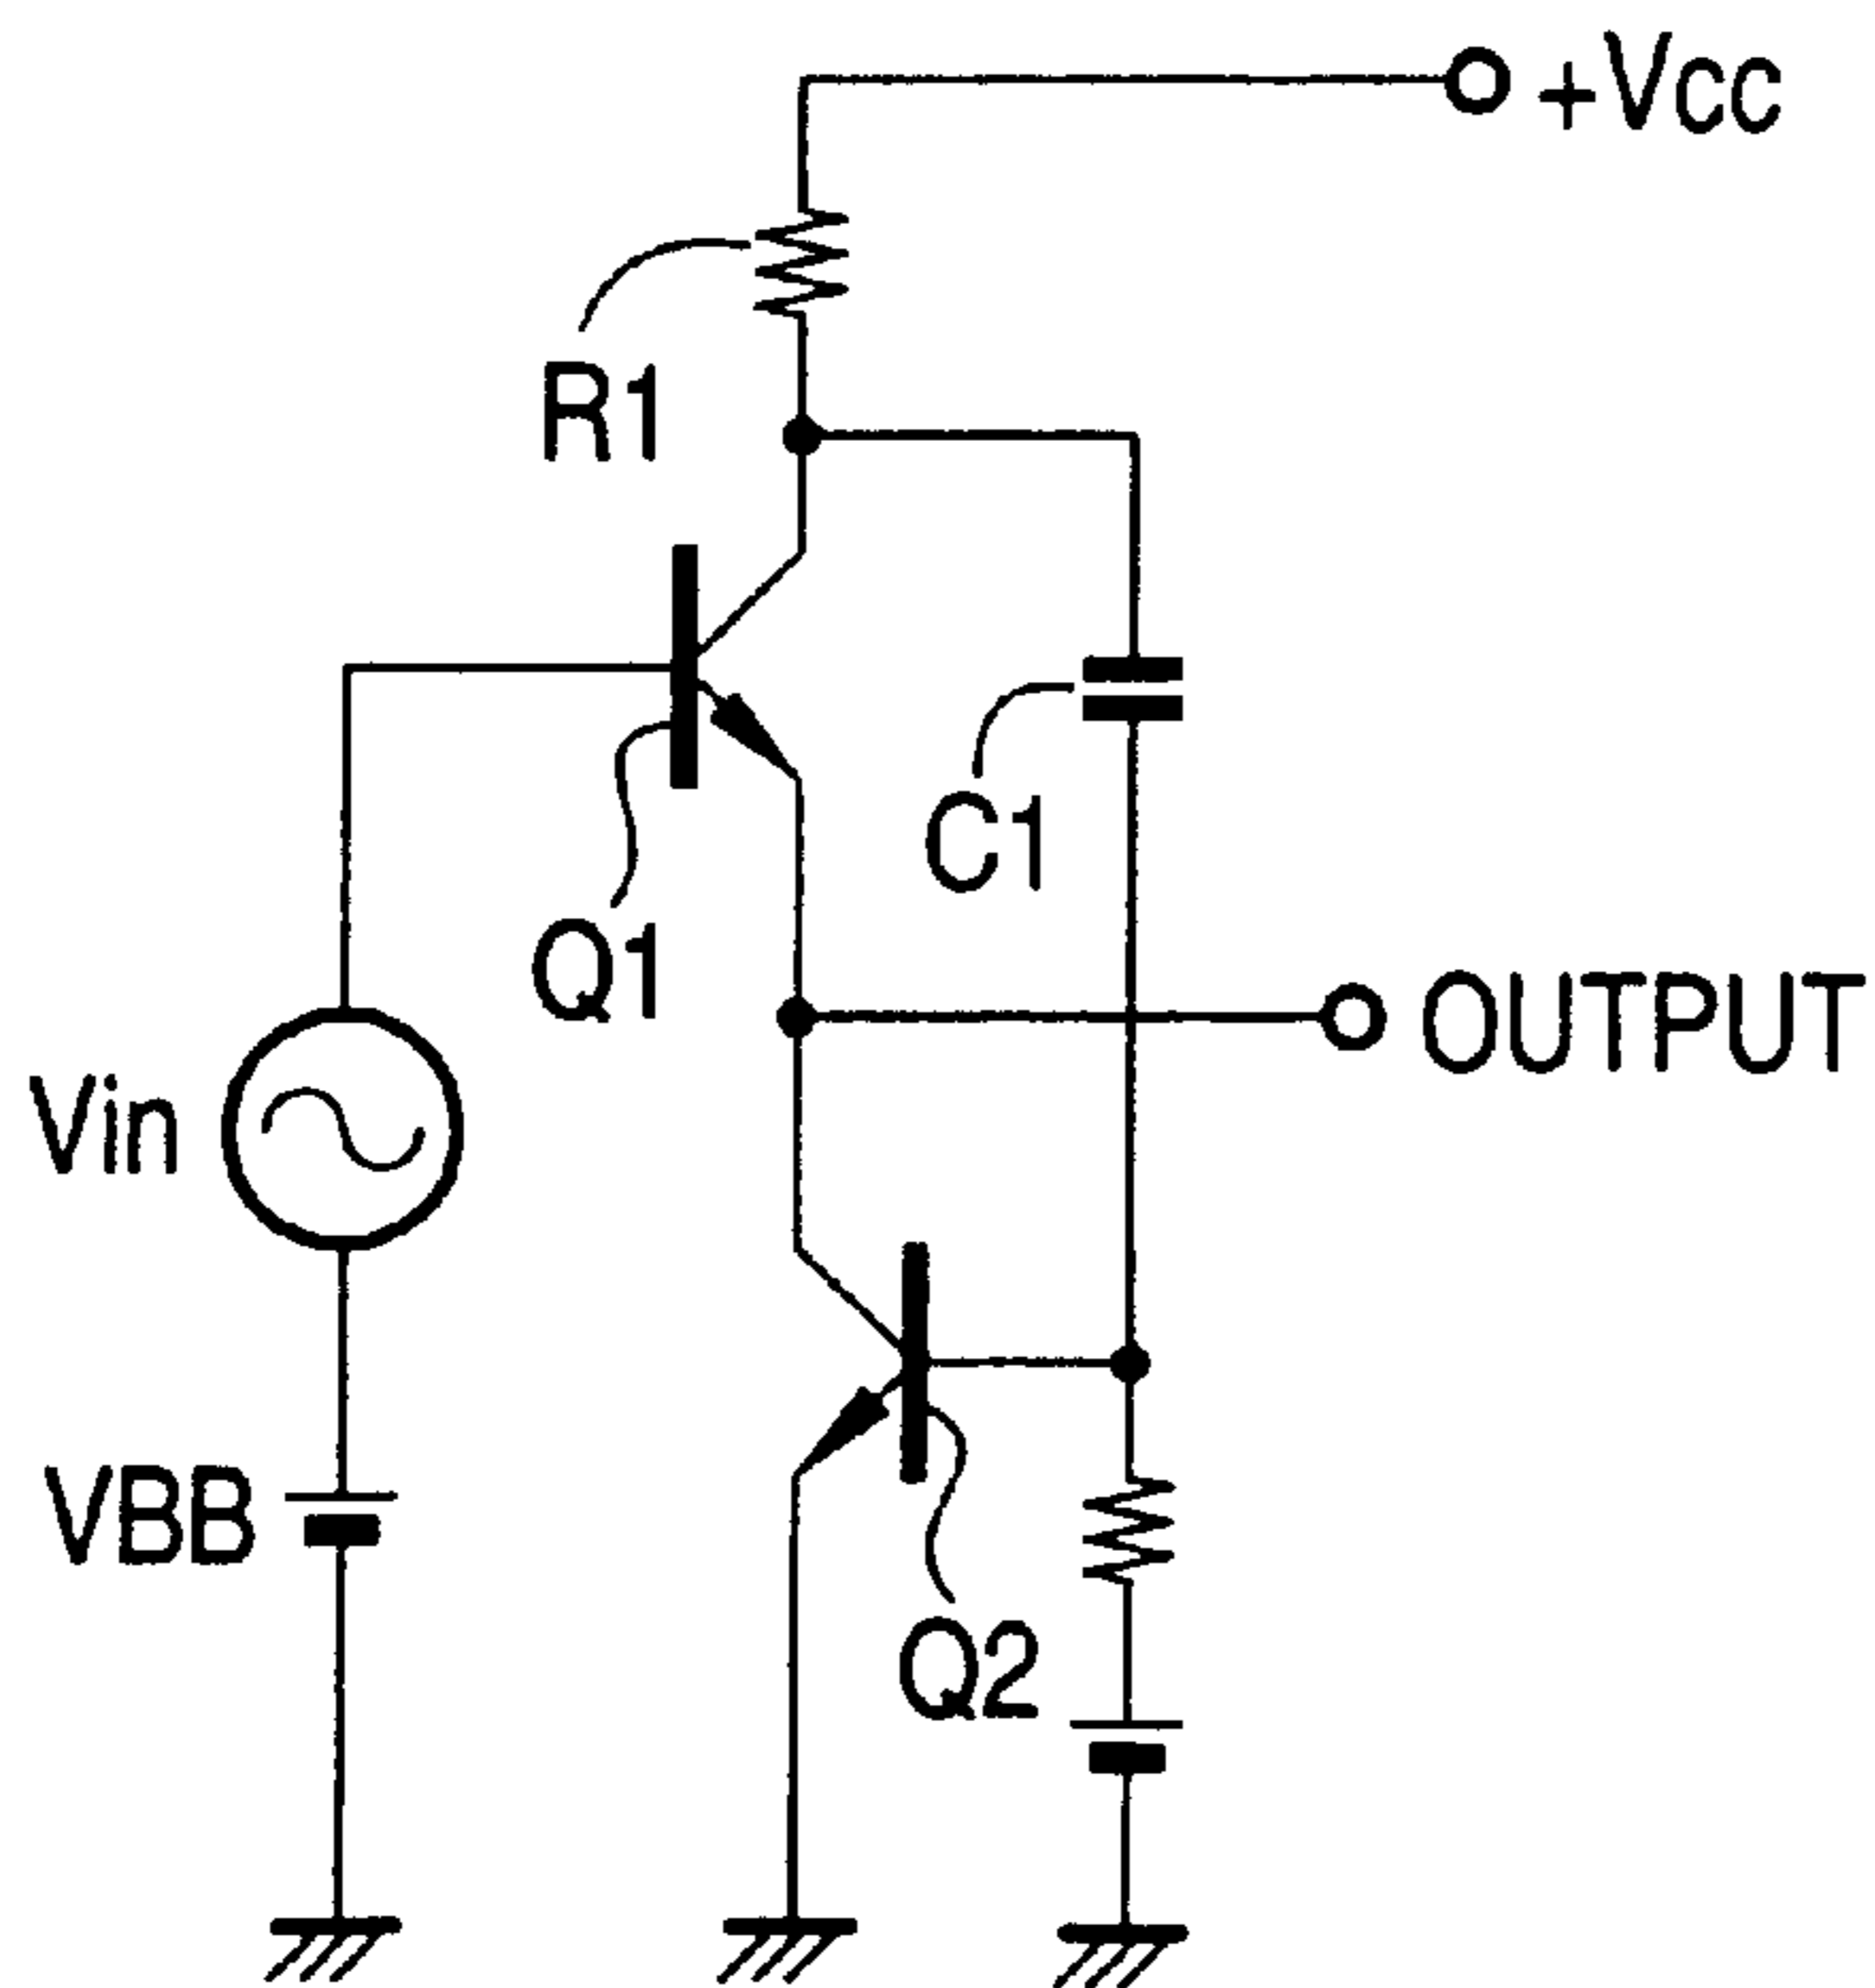 +Vcc
R1
C1
Q1
OUTPUT
Vin
VBB
Q2